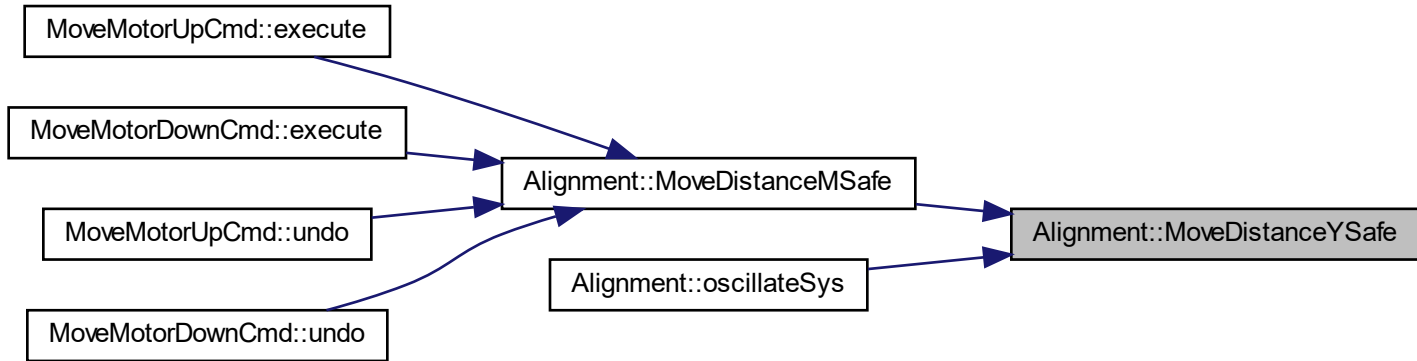 MoveMotorUpCmd::execute
MoveMotorDownCmd::execute
Alignment::MoveDistanceMSafe
MoveMotorUpCmd::undo
Alignment::MoveDistanceYSafe
Alignment::oscillateSys
MoveMotorDownCmd::undo